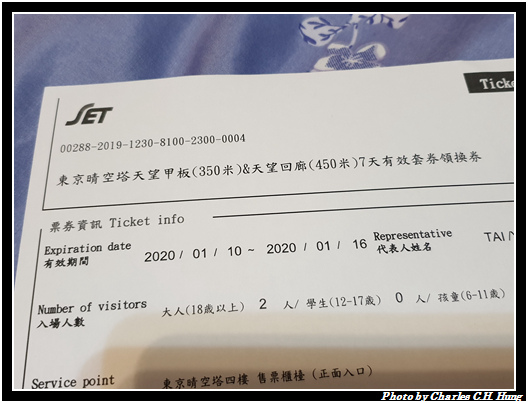 SET
Ticke
00288-2019-1230-8100-2300-0004
東京晴空塔天望甲板(350米)&天望回廊(450米)7天有效套券領換券
票券資訊 Ticket info
Expiration date 2020 / 01 / 10 ~ 2020 / 01 / 16 Representative TAI
有效期間 代表人姓名
Number of visitors 大人(18歲以上) 2 人/ 學生(12-17歲) 0 人/ 孩童(6-11歲)
入場人數
Service point 東京晴空塔四樓 售票櫃檯 (正面入口)
Photo by Charles C.H. Hung